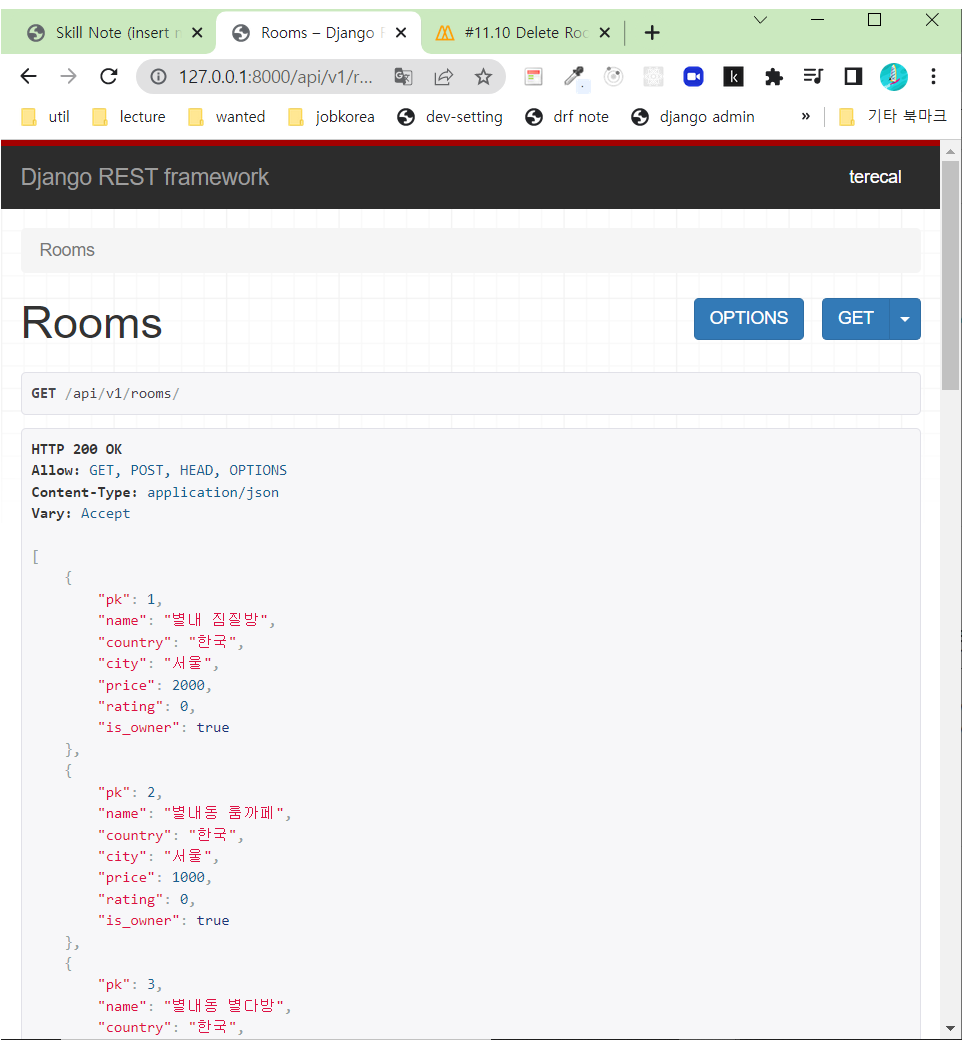 Skill Note (insert r
Rooms – Django F
#11.10 Delete Roo
127.0.0.1:8000/api/v1/r...
util
lecture
wanted
jobkorea
dev-setting
drf note
django admin
»
기타 북마크
Django REST framework
terecal
Rooms
Rooms
OPTIONS
GET
GET /api/v1/rooms/
HTTP 200 OK
Allow: GET, POST, HEAD, OPTIONS
Content-Type: application/json
Vary: Accept
[
{
"pk": 1,
"name": "별내 짐질방",
"country": "한국",
"city": "서울",
"price": 2000,
"rating": 0,
"is_owner": true
},
{
"pk": 2,
"name": "별내동 룸까페",
"country": "한국",
"city": "서울",
"price": 1000,
"rating": 0,
"is_owner": true
},
{
"pk": 3,
"name": "별내동 별다방",
"country": "한국",